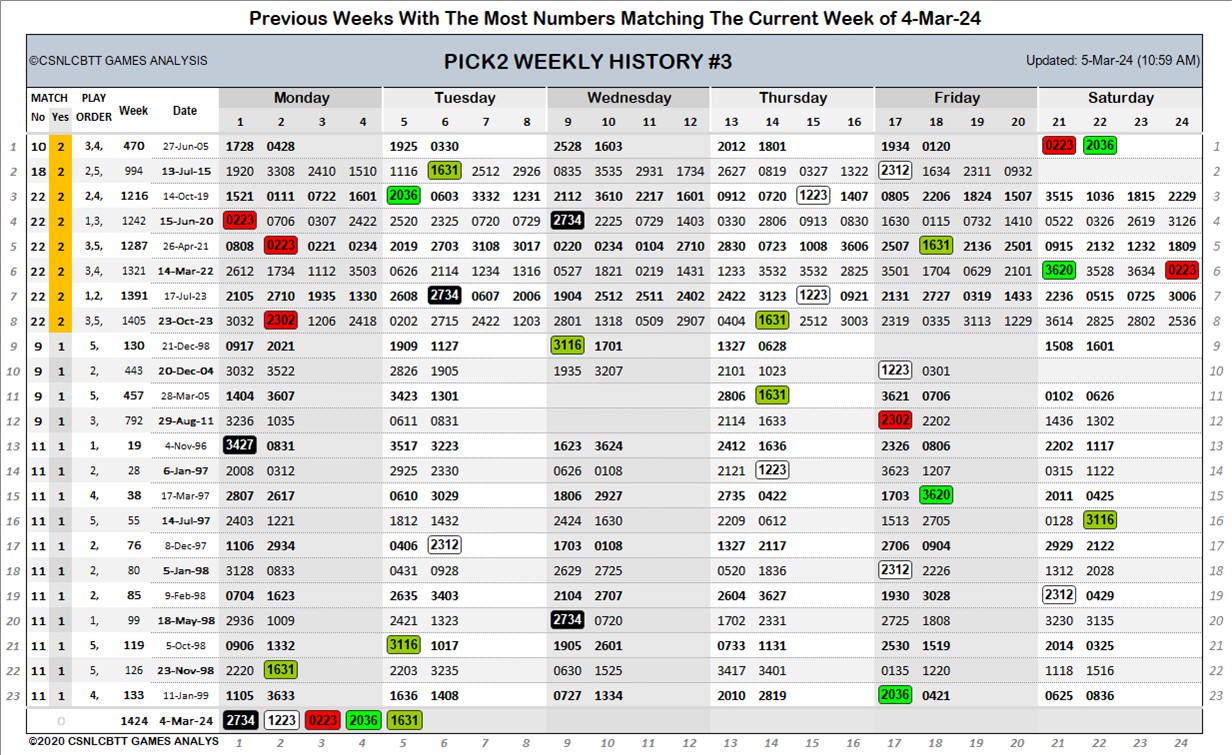 Previous Weeks With The Most Numbers Matching The Current Week of 4-Mar-24
©CSNLCBTT GAMES ANALYSIS PICK2 WEEKLY HISTORY #3 Updated: 5-Mar-24 (10:59 AM)
MATCH PLAY Week Date Monday Tuesday Wednesday Thursday Friday Saturday
No Yes ORDER 1 2 3 4 5 6 7 8 9 10 11 12 13 14 15 16 17 18 19 20 21 22 23 24
1 10 2 3,4, 470 27-Jun-05 1728 0428 1925 0330 2528 1603 2012 1801 1934 0120 0223 2036 1
2 18 2 2,5, 994 13-Jul-15 1920 3308 2410 1510 1116 1631 2512 2926 0835 3535 2931 1734 2627 0819 0327 1322 2312 1634 2311 0932 2
3 22 2 2,4, 1216 14-Oct-19 1521 0111 0722 1601 2036 0603 3332 1231 2112 3610 2217 1601 0912 0720 1223 1407 0805 2206 1824 1507 3515 1036 1815 2229 3
4 22 2 1,3, 1242 15-Jun-20 0223 0706 0307 2422 2520 2325 0720 0729 2734 2225 0729 1403 0330 2806 0913 0830 1630 0115 0732 1410 0522 0326 2619 3126 4
5 22 2 3,5, 1287 26-Apr-21 0808 0223 0221 0234 2019 2703 3108 3017 0220 0234 0104 2710 2830 0723 1008 3606 2507 1631 2136 2501 0915 2132 1232 1809 5
6 22 2 3,4, 1321 14-Mar-22 2612 1734 1112 3503 0626 2114 1234 1316 0527 1821 0219 1431 1233 3532 3532 2825 3501 1704 0629 2101 3620 3528 3634 0223 6
7 22 2 1,2, 1391 17-Jul-23 2105 2710 1935 1330 2608 2734 0607 2006 1904 2512 2511 2402 2422 3123 1223 0921 2131 2727 0319 1433 2236 0515 0725 3006 7
8 22 2 3,5, 1405 23-Oct-23 3032 2302 1206 2418 0202 2715 2422 1203 2801 1318 0509 2907 0404 1631 2512 3003 2319 0335 3113 1229 3614 2825 2802 2536 8
9 9 1 5, 130 21-Dec-98 0917 2021 1909 1127 3116 1701 1327 0628 1508 1601 9
10 9 1 2, 443 20-Dec-04 3032 3522 2826 1905 1935 3207 2101 1023 1223 0301 10
11 9 1 5, 457 28-Mar-05 1404 3607 3423 1301 2806 1631 3621 0706 0102 0626 11
12 9 1 3, 792 29-Aug-11 3236 1035 0611 0831 2114 1633 2302 2202 1436 1302 12
13 11 1 1, 19 4-Nov-96 3427 0831 3517 3223 1623 3624 2412 1636 2326 0806 2202 1117 13
14 11 1 2, 28 6-Jan-97 2008 0312 2925 2330 0626 0108 2121 1223 3623 1207 0315 1122 14
15 11 1 4, 38 17-Mar-97 2807 2617 0610 3029 1806 2927 2735 0422 1703 3620 2011 0425 15
16 11 1 5, 55 14-Jul-97 2403 1221 1812 1432 2424 1630 2209 0612 1513 2705 0128 3116 16
17 11 1 2, 76 8-Dec-97 1106 2934 0406 2312 1703 0108 1327 2117 2706 0904 2929 2122 17
18 11 1 2, 80 5-Jan-98 3128 0833 0431 0928 2629 2725 0520 1836 2312 2226 1312 2028 18
19 11 1 2, 85 9-Feb-98 0704 1623 2635 3403 2104 2707 2604 3627 1930 3028 2312 0429 19
20 11 1 1, 99 18-May-98 2936 1009 2421 1323 2734 0720 1702 2331 2725 1808 3230 3135 20
21 11 1 5, 119 5-Oct-98 0906 1332 3116 1017 1905 2601 0733 1131 2530 1519 2014 0325 21
22 11 1 5, 126 23-Nov-98 2220 1631 2203 3235 0630 1525 3417 3401 0135 1220 1118 1516 22
23 11 1 4, 133 11-Jan-99 1105 3633 1636 1408 0727 1334 2010 2819 2036 0421 0625 0836 23
0 1424 4-Mar-24 2734 1223 0223 2036 1631
©2020 CSNLCBTT GAMES ANALYS 1 2 3 4 5 6 7 8 9 10 11 12 13 14 15 16 17 18 19 20 21 22 23 24